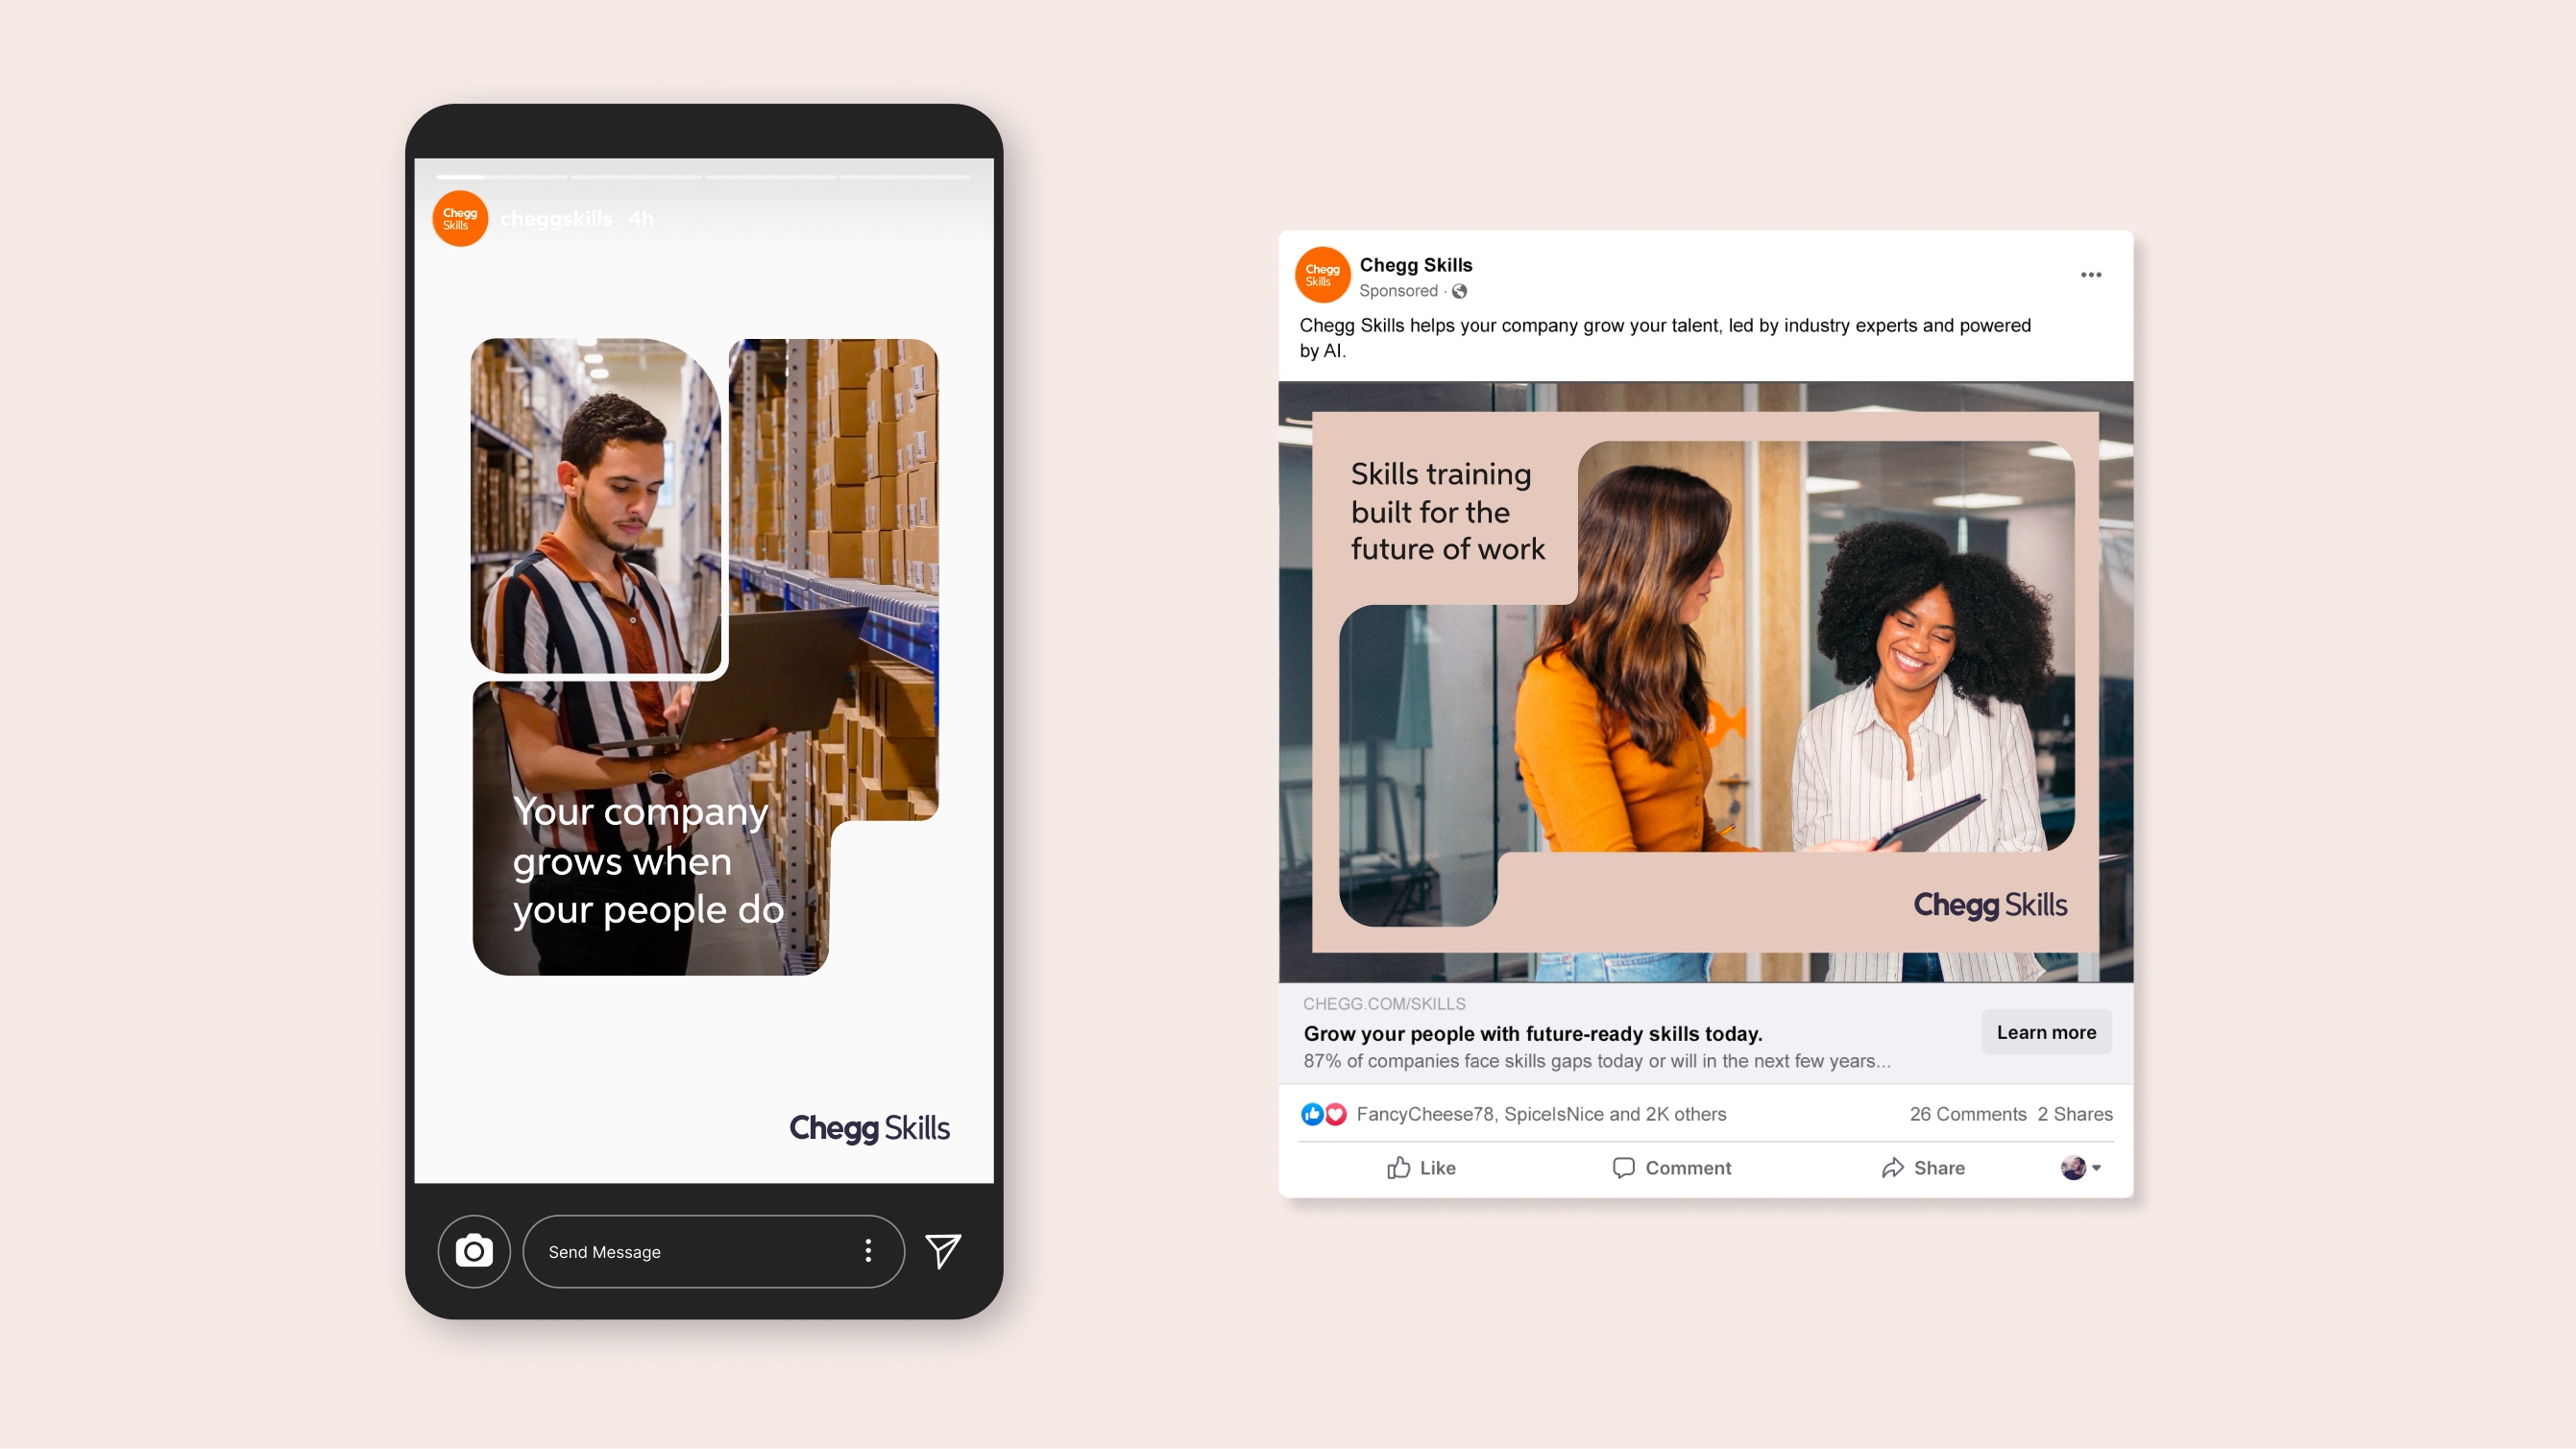 Chegg
Skills
cheggskills 4h
Your company
grows when
your people do
Chegg Skills
Send Message
Chegg
Skills
Chegg Skills
Sponsored ·
Chegg Skills helps your company grow your talent, led by industry experts and powered
by AI.
Skills training
built for the
future of work
Chegg Skills
CHEGG.COM/SKILLS
Grow your people with future-ready skills today.
87% of companies face skills gaps today or will in the next few years...
Learn more
FancyCheese78, SpiceIsNice and 2K others
26 Comments 2 Shares
Like
Comment
Share